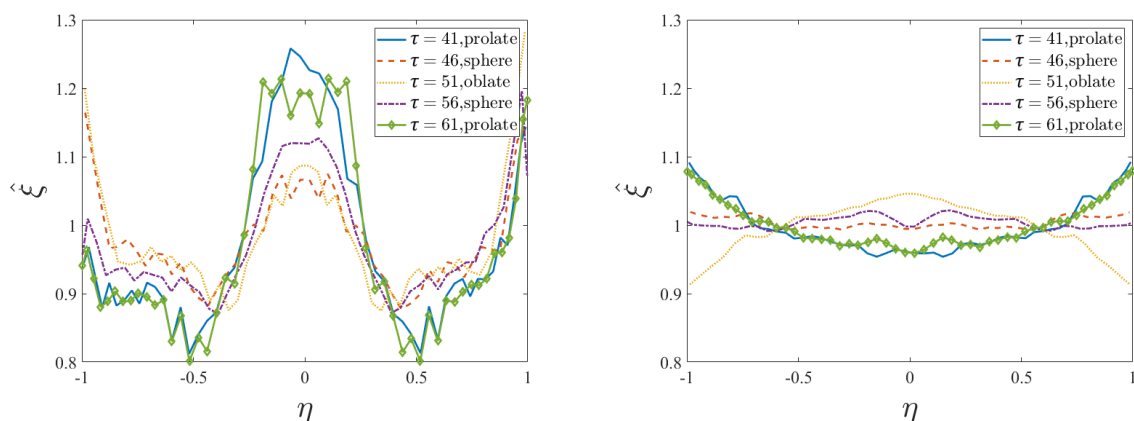 1.3
1.2
1.1
1
0.9
0.8
ξ̂
-1
-0.5
0
0.5
1
η
τ = 41,prolate
τ = 46,sphere
τ = 51,oblate
τ = 56,sphere
τ = 61,prolate
1.3
1.2
1.1
1
0.9
0.8
ξ̂
-1
-0.5
0
0.5
1
η
τ = 41,prolate
τ = 46,sphere
τ = 51,oblate
τ = 56,sphere
τ = 61,prolate